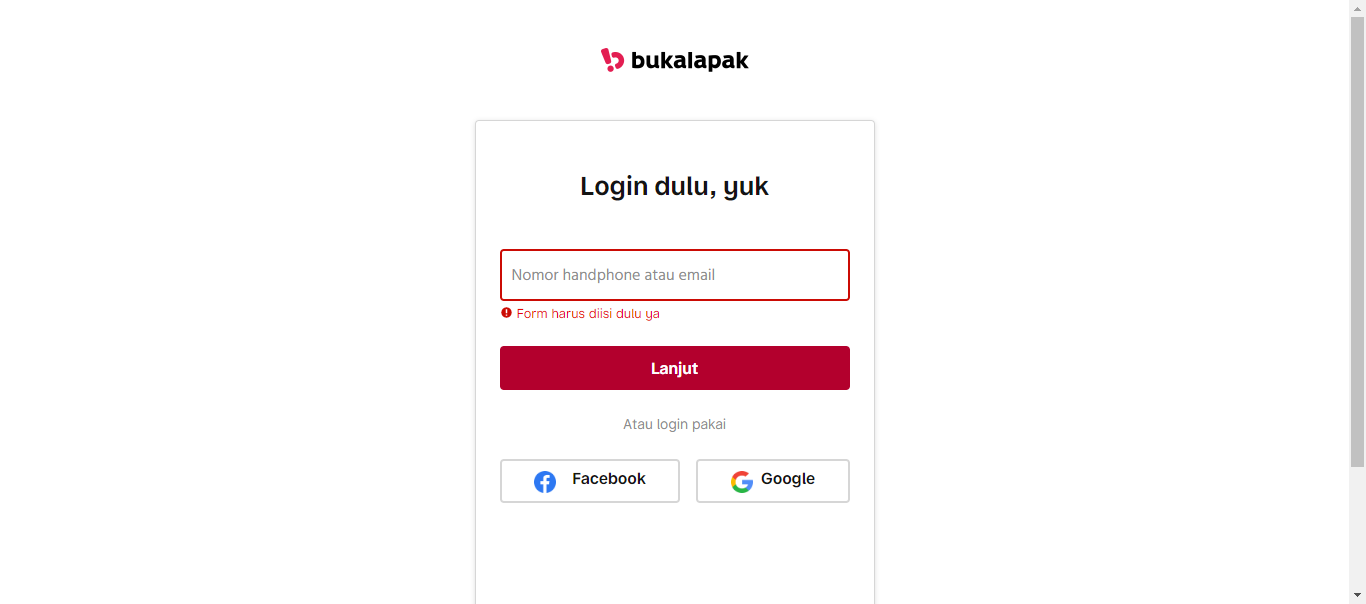 bukalapak
Login dulu, yuk
Nomor handphone atau email
Form harus diisi dulu ya
Lanjut
Atau login pakai
Facebook
Google